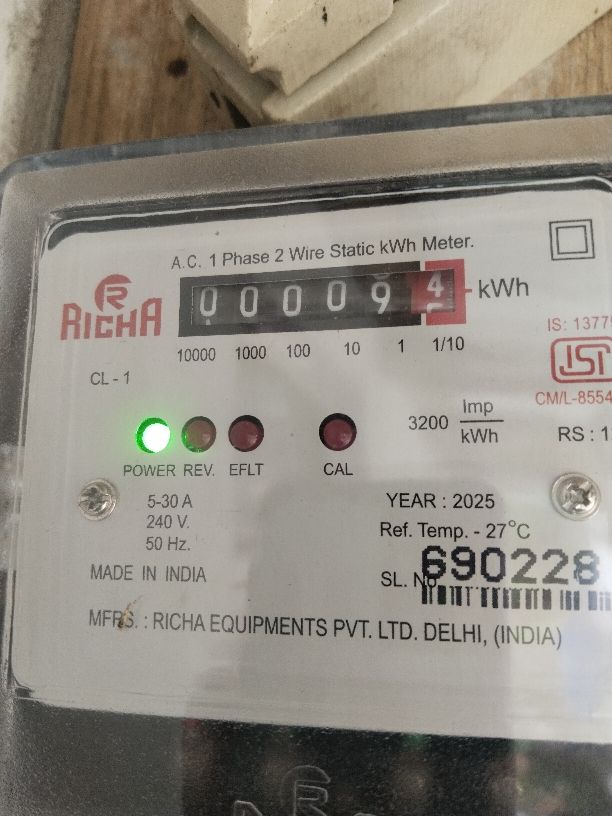 A.C. 1 Phase 2 Wire Static kWh Meter.
R
RICHA
0 0 0 0 9 4 kWh
10000 1000 100 10 1 1/10
IS: 1377
ISI
CM/L-8554
CL - 1
3200 Imp
kWh
RS : 1
POWER REV. EFLT CAL
5-30 A
240 V.
50 Hz.
YEAR : 2025
Ref. Temp. - 27°C
MADE IN INDIA
SL. No 690228
MFRS. : RICHA EQUIPMENTS PVT. LTD. DELHI, (INDIA)
R